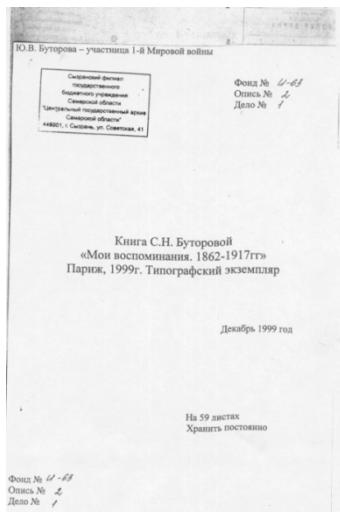 Ю.В. Буторова – участница 1-й Мировой войны
Сызранский филиал
государственного
бюджетного учреждения
Самарской области
"Центральный государственный архив
Самарской области"
446001, г. Сызрань, ул. Советская, 41
Фонд № И-63
Опись № 2
Дело № 1
Книга С.Н. Буторовой
«Мои воспоминания. 1862-1917гг»
Париж, 1999г. Типографский экземпляр
Декабрь 1999 год
На 59 листах
Хранить постоянно
Фонд № И-63
Опись № 2
Дело № 1